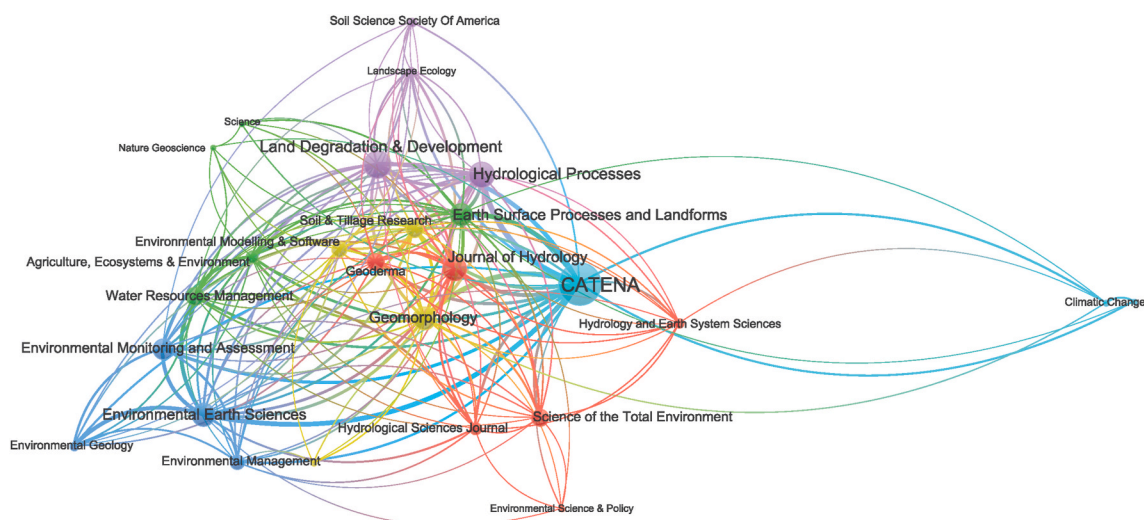 Soil Science Society Of America
Landscape Ecology
Science
Nature Geoscience
Land Degradation & Development
Hydrological Processes
Earth Surface Processes and Landforms
Soil & Tillage Research
Environmental Modelling & Software
Journal of Hydrology
Agriculture, Ecosystems & Environment
Geoderma
CATENA
Water Resources Management
Climatic Change
Geomorphology
Hydrology and Earth System Sciences
Environmental Monitoring and Assessment
Environmental Earth Sciences
Science of the Total Environment
Hydrological Sciences Journal
Environmental Geology
Environmental Management
Environmental Science & Policy